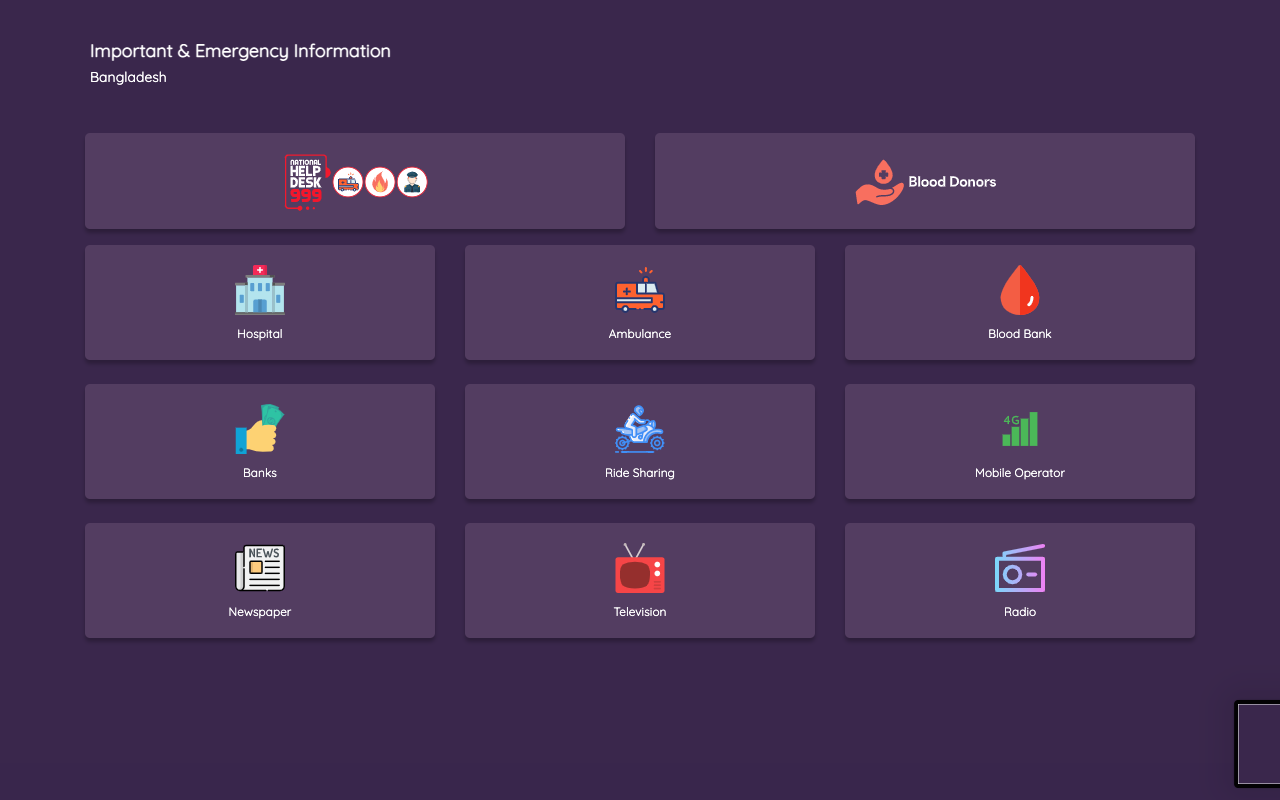 Important & Emergency Information
Bangladesh
NATIONAL
HELP
DESK
999
Blood Donors
Hospital
Ambulance
Blood Bank
Banks
Ride Sharing
4G
Mobile Operator
NEWS
Newspaper
Television
Radio